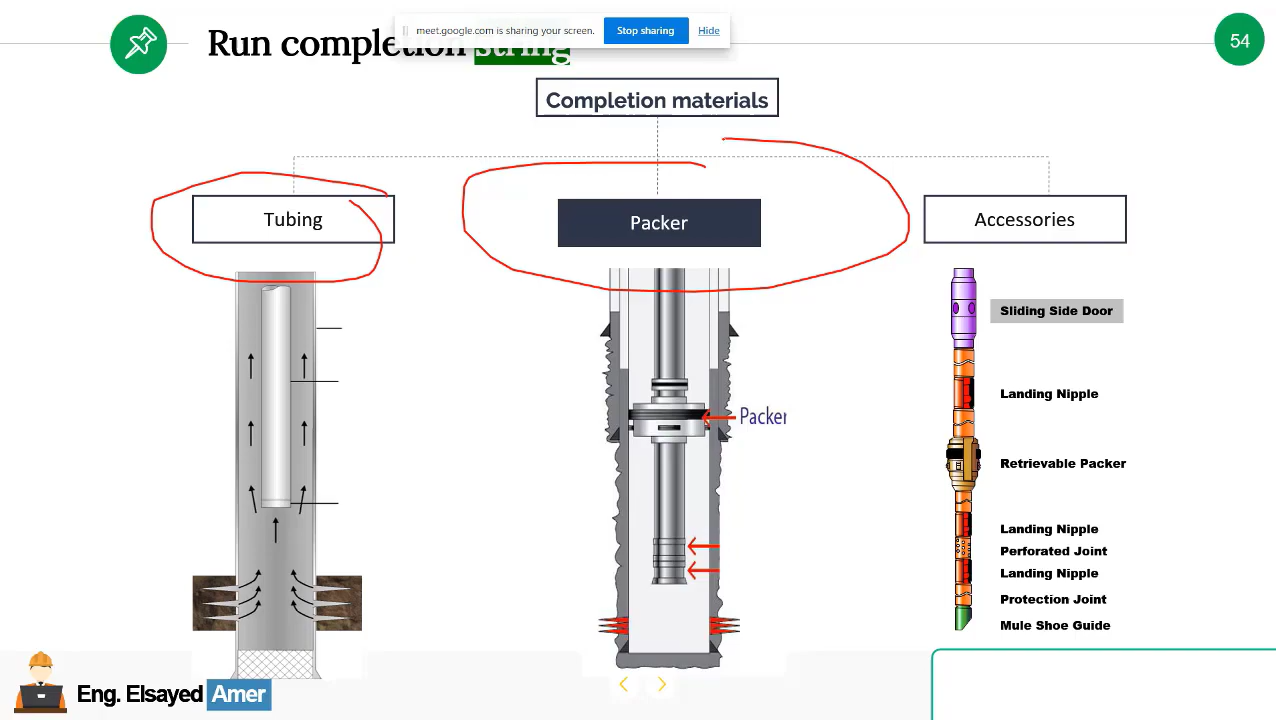 meet.google.com is sharing your screen. Stop sharing Hide
Run completion string
54
Completion materials
Tubing
Packer
Accessories
Sliding Side Door
Landing Nipple
Packer
Retrievable Packer
Landing Nipple
Perforated Joint
Landing Nipple
Protection Joint
Mule Shoe Guide
Eng. Elsayed Amer